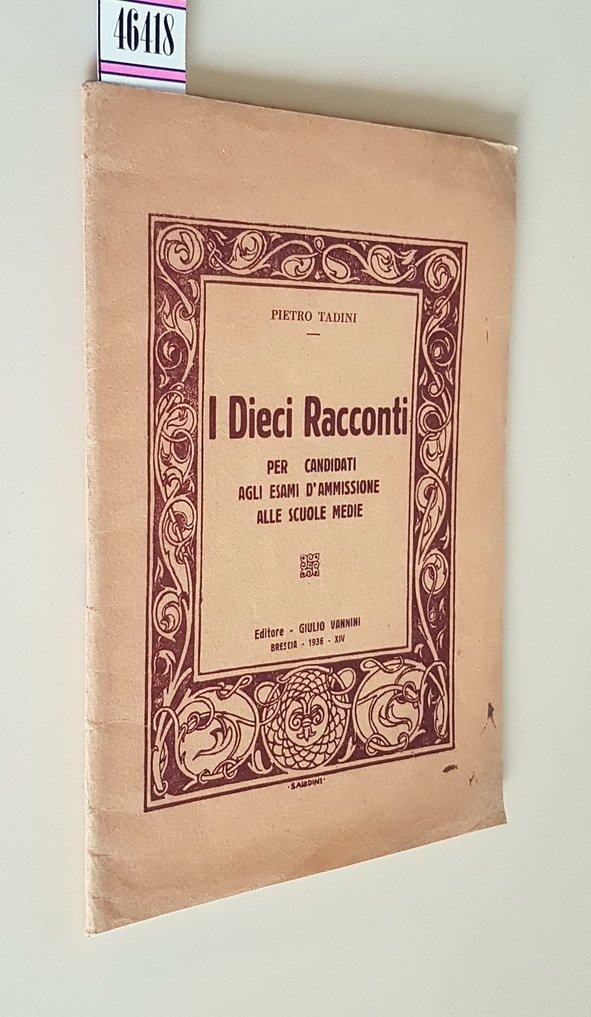 46418
PIETRO TADINI
I Dieci Racconti
PER CANDIDATI
AGLI ESAMI D'AMMISSIONE
ALLE SCUOLE MEDIE
Editore - GIULIO VANNINI
BRESCIA - 1936 - XIV